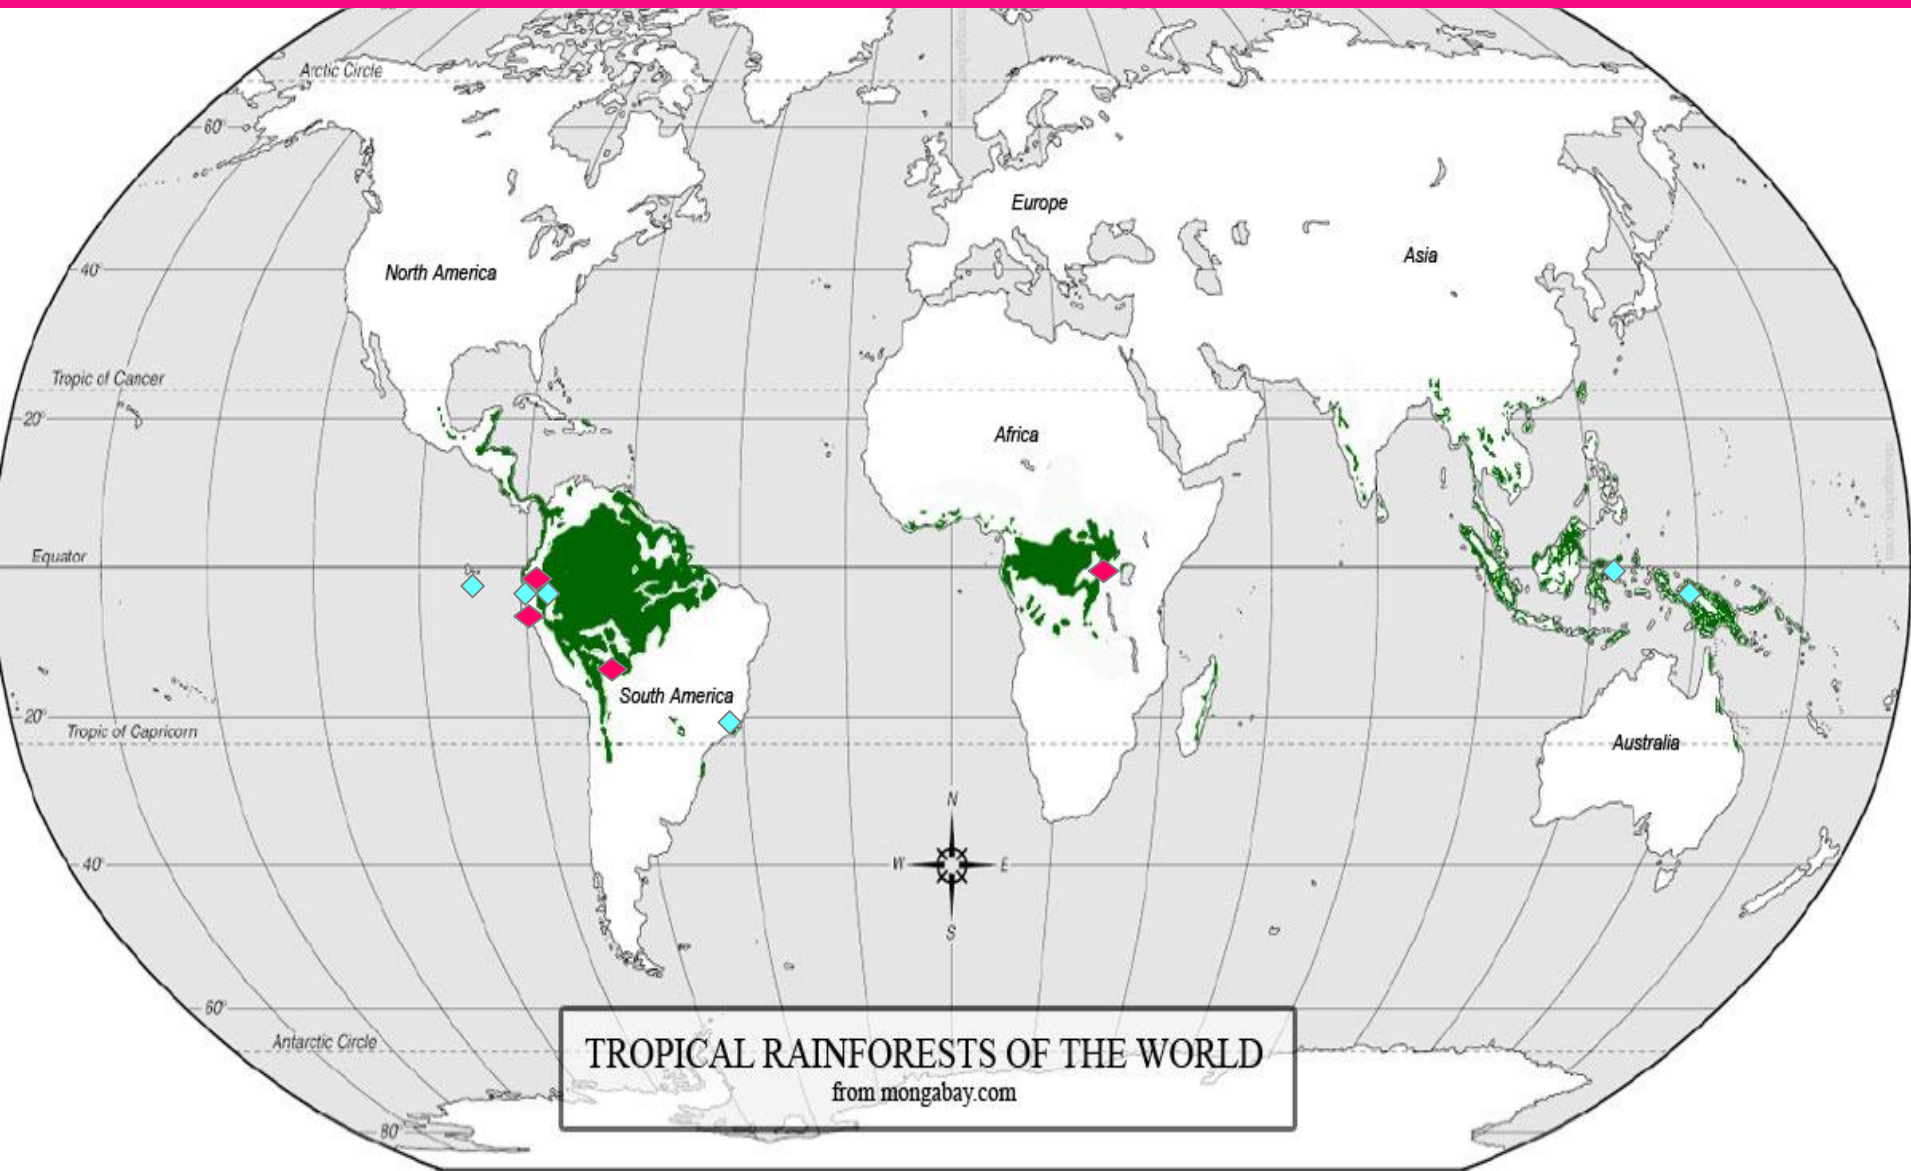 Arctic Circle
60°
Europe
Asia
40°
North America
Tropic of Cancer
20°
Africa
Equator
South America
20°
Tropic of Capricorn
Australia
N
W
E
S
40°
60°
Antarctic Circle
TROPICAL RAINFORESTS OF THE WORLD
from mongabay.com
80°